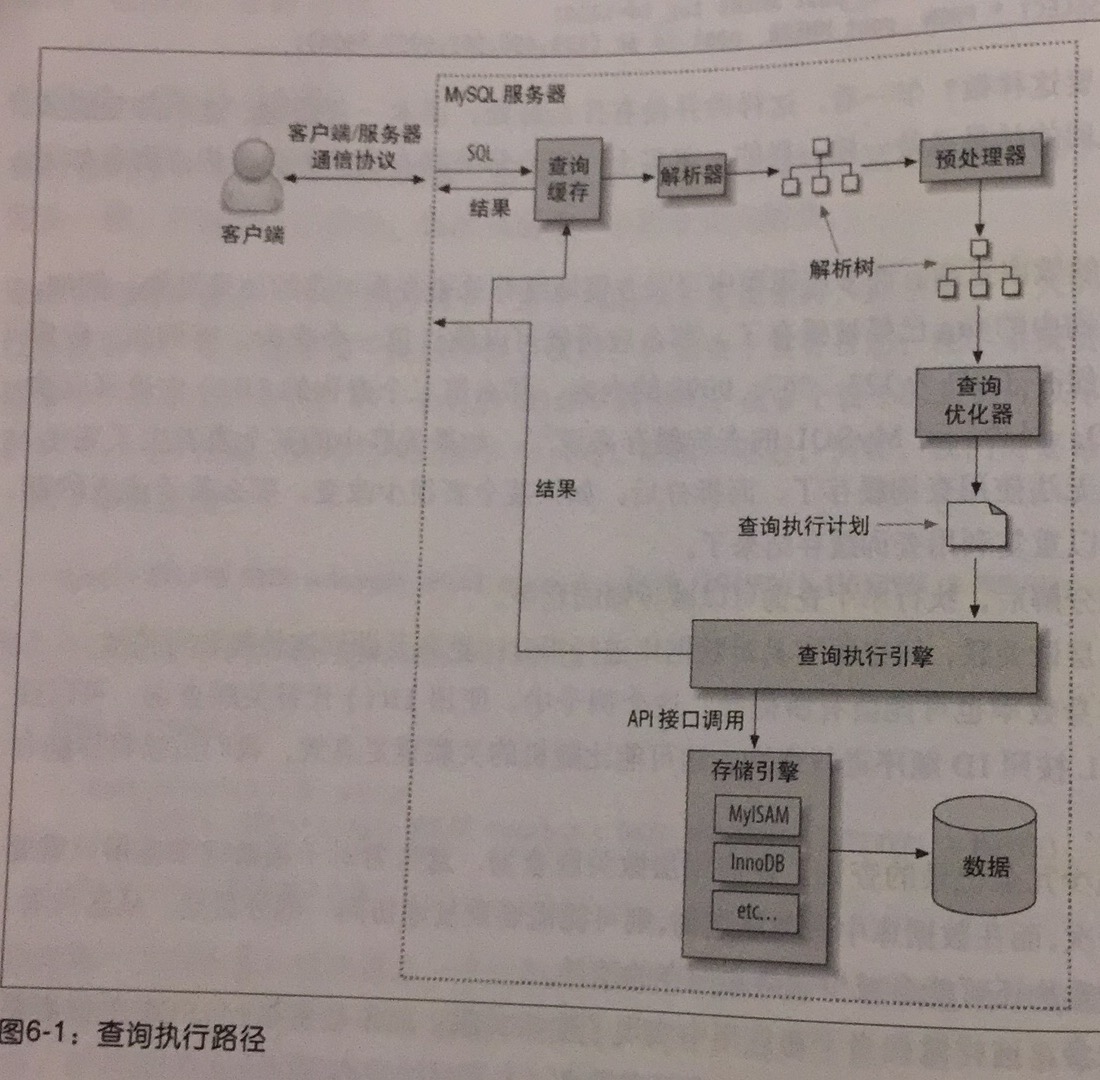 MySQL 服务器
客户端/服务器
通信协议
客户端
SQL
结果
查询
缓存
解析器
预处理器
解析树
查询
优化器
结果
查询执行计划
查询执行引擎
API 接口调用
存储引擎
MyISAM
InnoDB
etc...
数据
图6-1：查询执行路径